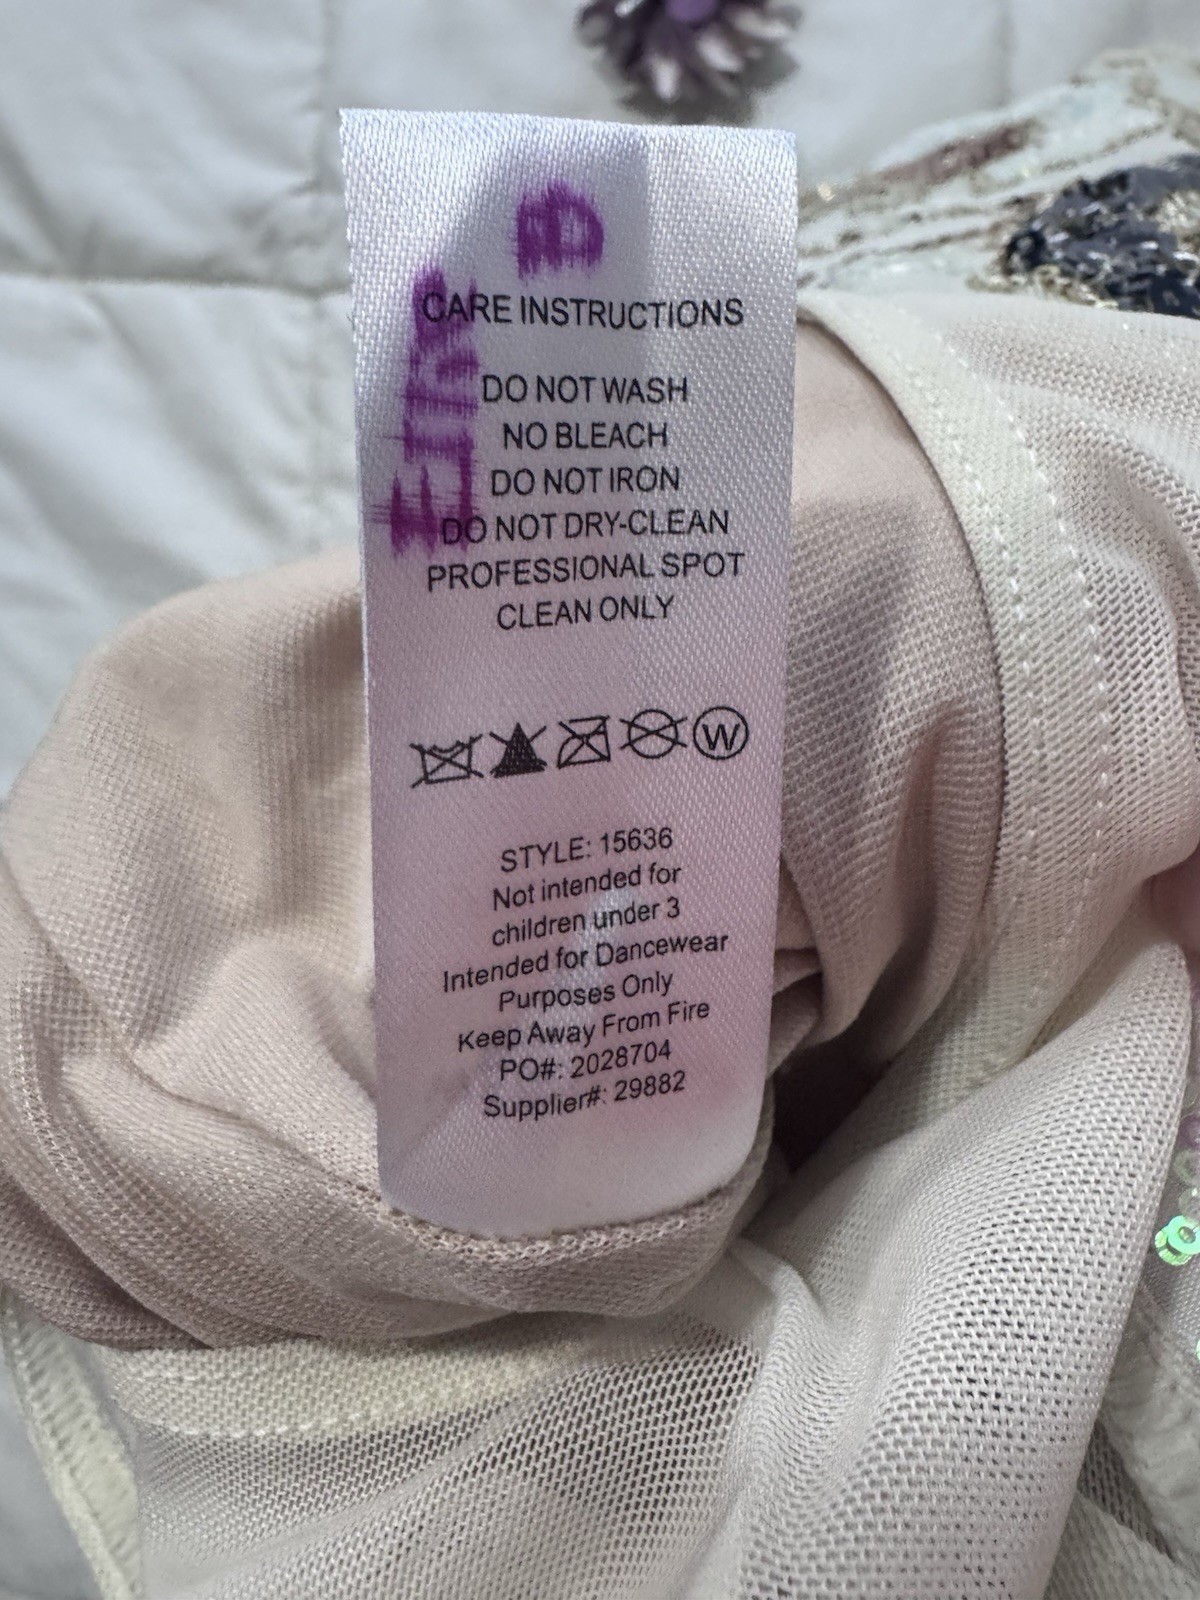 B
CARE INSTRUCTIONS
DO NOT WASH
NO BLEACH
DO NOT IRON
DO NOT DRY-CLEAN
PROFESSIONAL SPOT
CLEAN ONLY
W
STYLE: 15636
Not intended for
children under 3
Intended for Dancewear
Purposes Only
Keep Away From Fire
PO#: 2028704
Supplier#: 29882